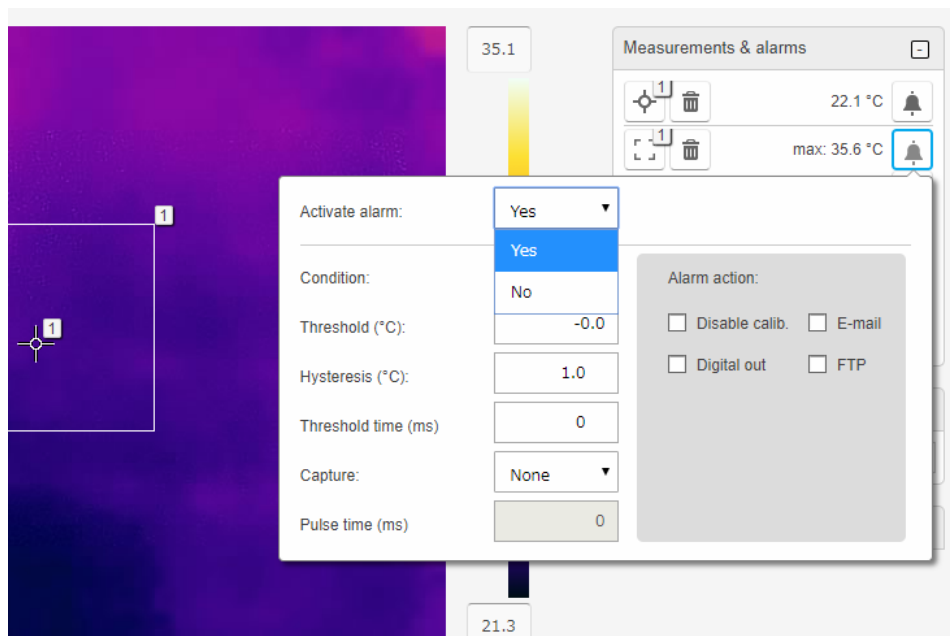 35.1
Measurements & alarms
-
1
22.1 °C
1
max: 35.6 °C
1
Activate alarm:
Yes
Yes
No
Condition:
Alarm action:
Threshold (°C):
-0.0
Disable calib.
E-mail
1
Hysteresis (°C):
1.0
Digital out
FTP
Threshold time (ms)
0
Capture:
None
Pulse time (ms)
0
21.3